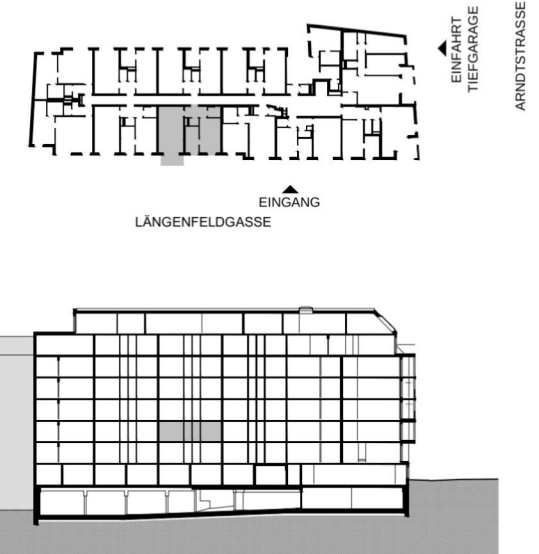 EINFAHRT
TIEFGARAGE
ARNDTSTRASSE
EINGANG
LÄNGENFELDGASSE